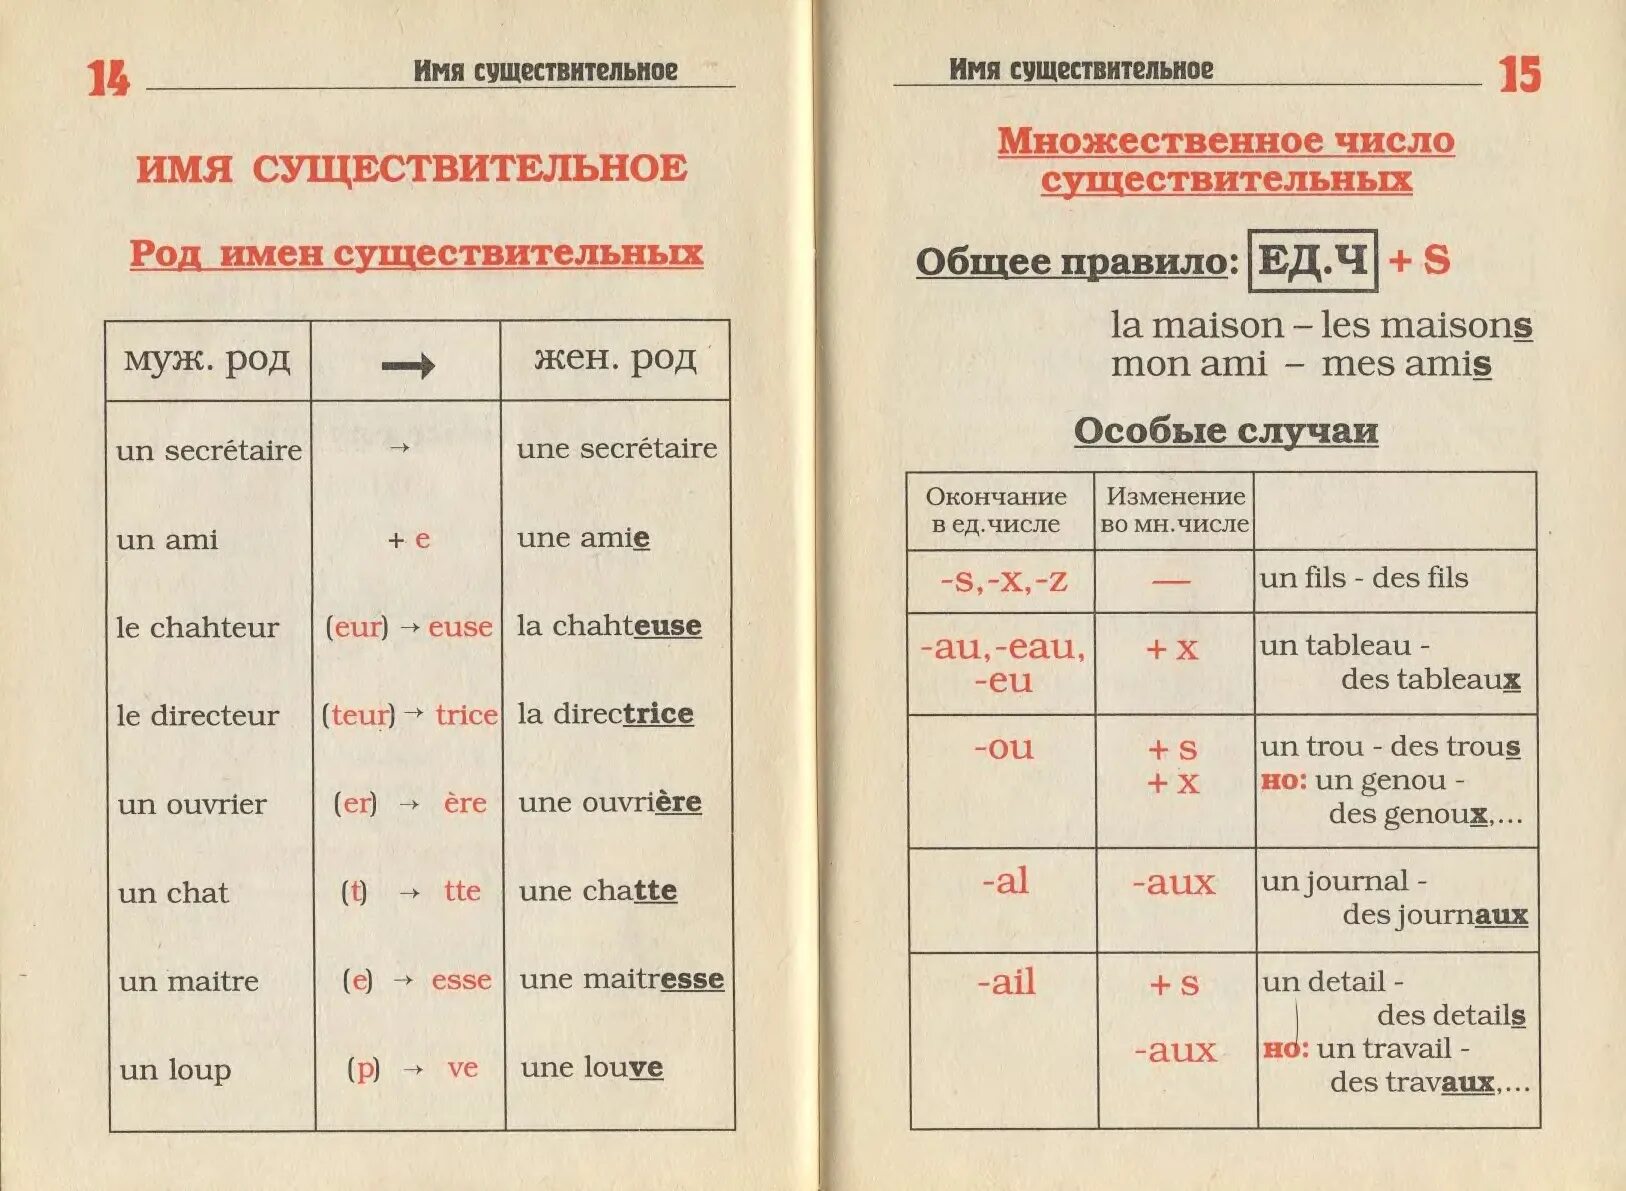 14 Имя существительное
ИМЯ СУЩЕСТВИТЕЛЬНОЕ
Род имен существительных
муж. род → жен. род
un secrétaire → une secrétaire
un ami + e une amie
le chahteur (eur) → euse la chahteuse
le directeur (teur) → trice la directrice
un ouvrier (er) → ère une ouvrière
un chat (t) → tte une chatte
un maitre (e) → esse une maitresse
un loup (p) → ve une louve
Имя существительное 15
Множественное число
существительных
Общее правило: ЕД.Ч + S
la maison – les maisons
mon ami – mes amis
Особые случаи
Окончание Изменение
в ед.числе во мн.числе
-s,-x,-z — un fils - des fils
-au,-eau, + x un tableau -
-eu des tableaux
-ou + s un trou - des trous
+ x но: un genou -
des genoux,...
-al -aux un journal -
des journaux
-ail + s un detail -
des details
-aux но: un travail -
des travaux,...